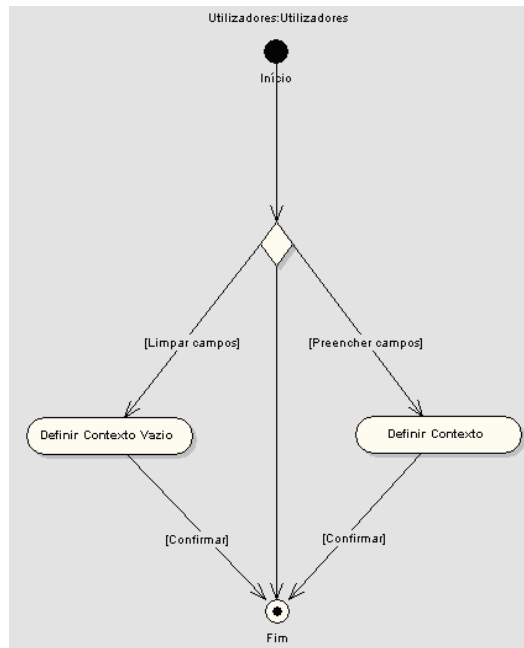 Utilizadores:Utilizadores
Início
[Limpar campos]
[Preencher campos]
Definir Contexto Vazio
Definir Contexto
[Confirmar]
[Confirmar]
Fim